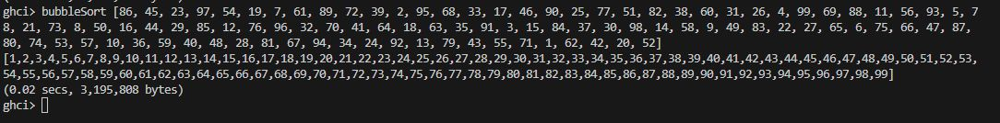 ghci> bubbleSort [86, 45, 23, 97, 54, 19, 7, 61, 89, 72, 39, 2, 95, 68, 33, 17, 46, 90, 25, 77, 51, 82, 38, 60, 31, 26, 4, 99, 69, 88, 11, 56, 93, 5, 7
8, 21, 73, 8, 50, 16, 44, 29, 85, 12, 76, 96, 32, 70, 41, 64, 18, 63, 35, 91, 3, 15, 84, 37, 30, 98, 14, 58, 9, 49, 83, 22, 27, 65, 6, 75, 66, 47, 87,
80, 74, 53, 57, 10, 36, 59, 40, 48, 28, 81, 67, 94, 34, 24, 92, 13, 79, 43, 55, 71, 1, 62, 42, 20, 52]
[1,2,3,4,5,6,7,8,9,10,11,12,13,14,15,16,17,18,19,20,21,22,23,24,25,26,27,28,29,30,31,32,33,34,35,36,37,38,39,40,41,42,43,44,45,46,47,48,49,50,51,52,53,
54,55,56,57,58,59,60,61,62,63,64,65,66,67,68,69,70,71,72,73,74,75,76,77,78,79,80,81,82,83,84,85,86,87,88,89,90,91,92,93,94,95,96,97,98,99]
(0.02 secs, 3,195,808 bytes)
ghci>